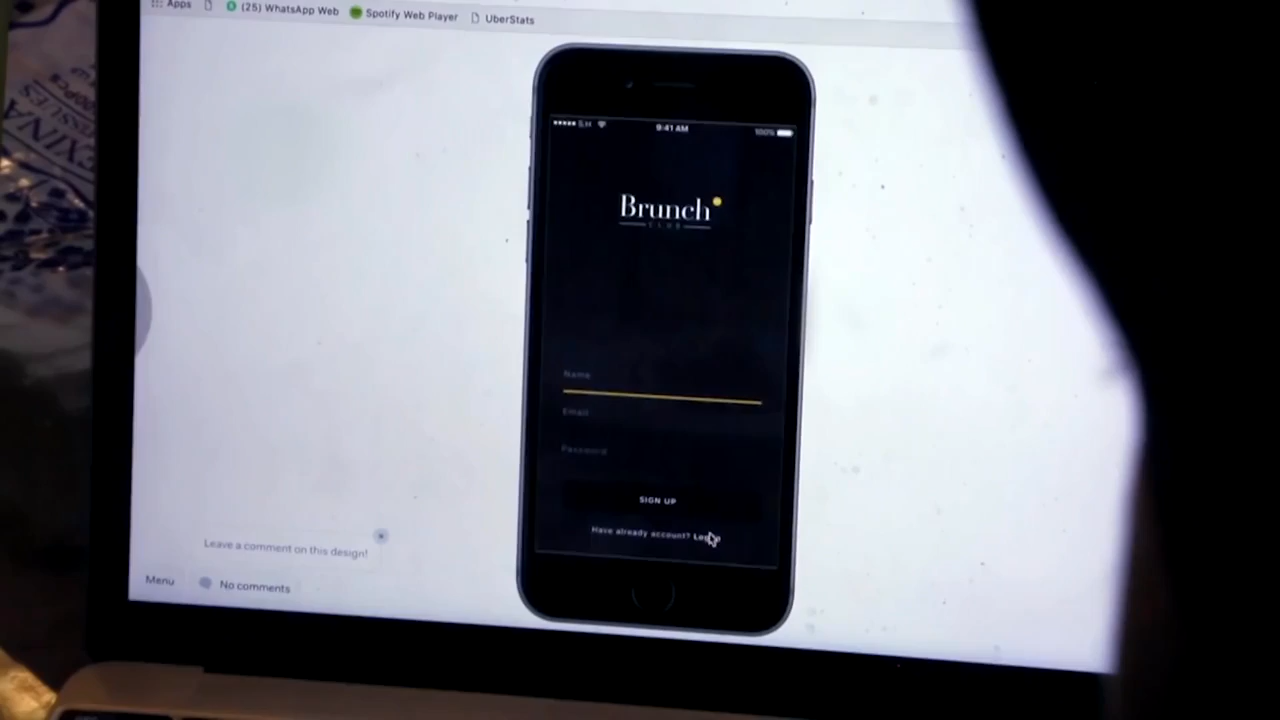 Apps (25) WhatsApp Web Spotify Web Player UberStats
9:41 AM 100%
Brunch
CLUB
Name
Email
Password
SIGN UP
Have already account?
Leave a comment on this design!
Menu No comments